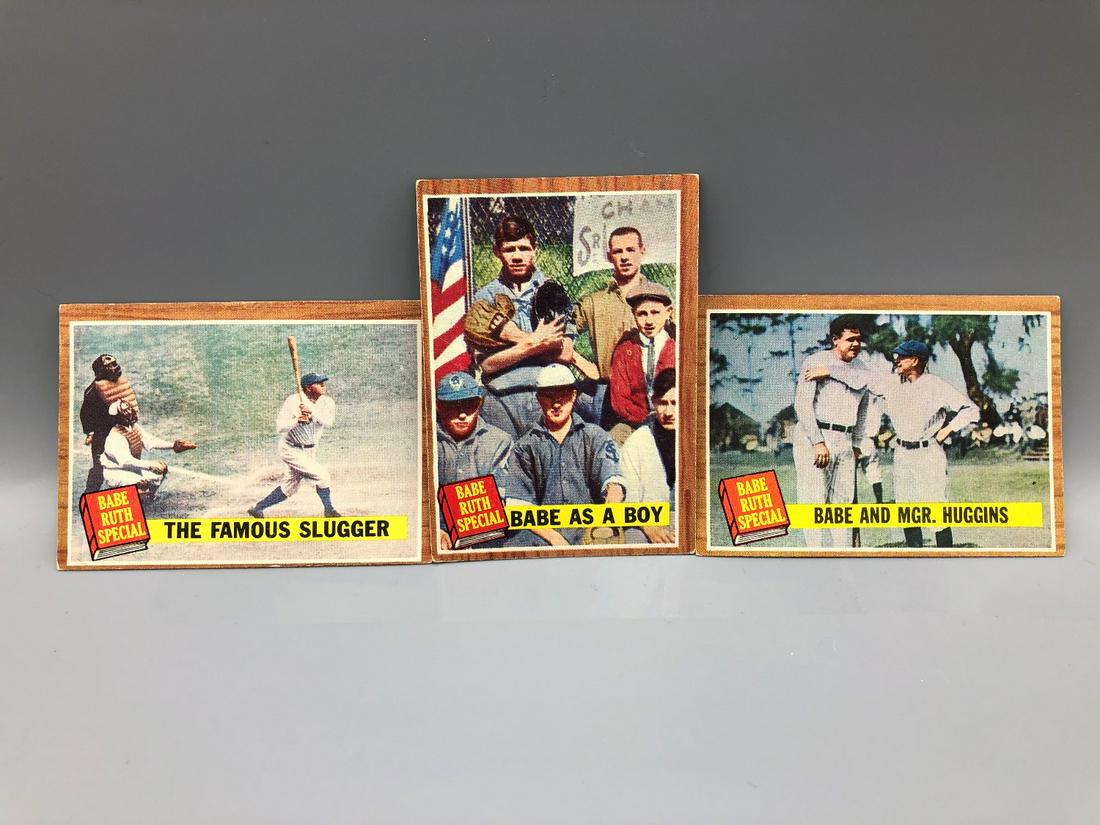 BABE
RUTH
SPECIAL
THE FAMOUS SLUGGER
CHAM
BABE
RUTH
SPECIAL
BABE AS A BOY
BABE
RUTH
SPECIAL
BABE AND MGR. HUGGINS